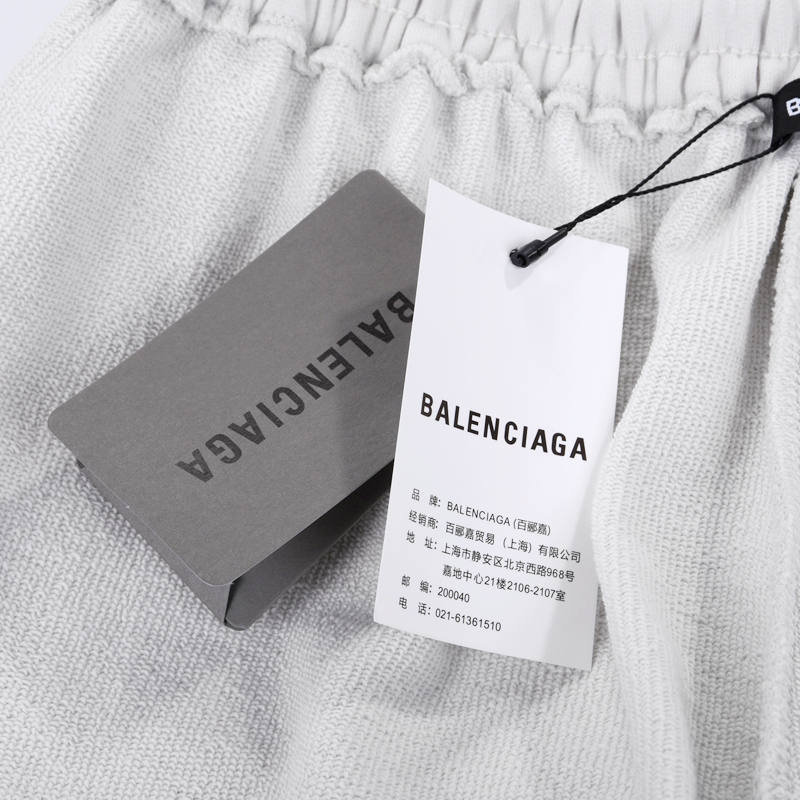 B
BALENCIAGA
BALENCIAGA
品 牌: BALENCIAGA (百郦嘉)
经销商: 百郦嘉贸易 (上海) 有限公司
地 址: 上海市静安区北京西路968号
嘉地中心21楼2106-2107室
邮 编: 200040
电 话: 021-61361510